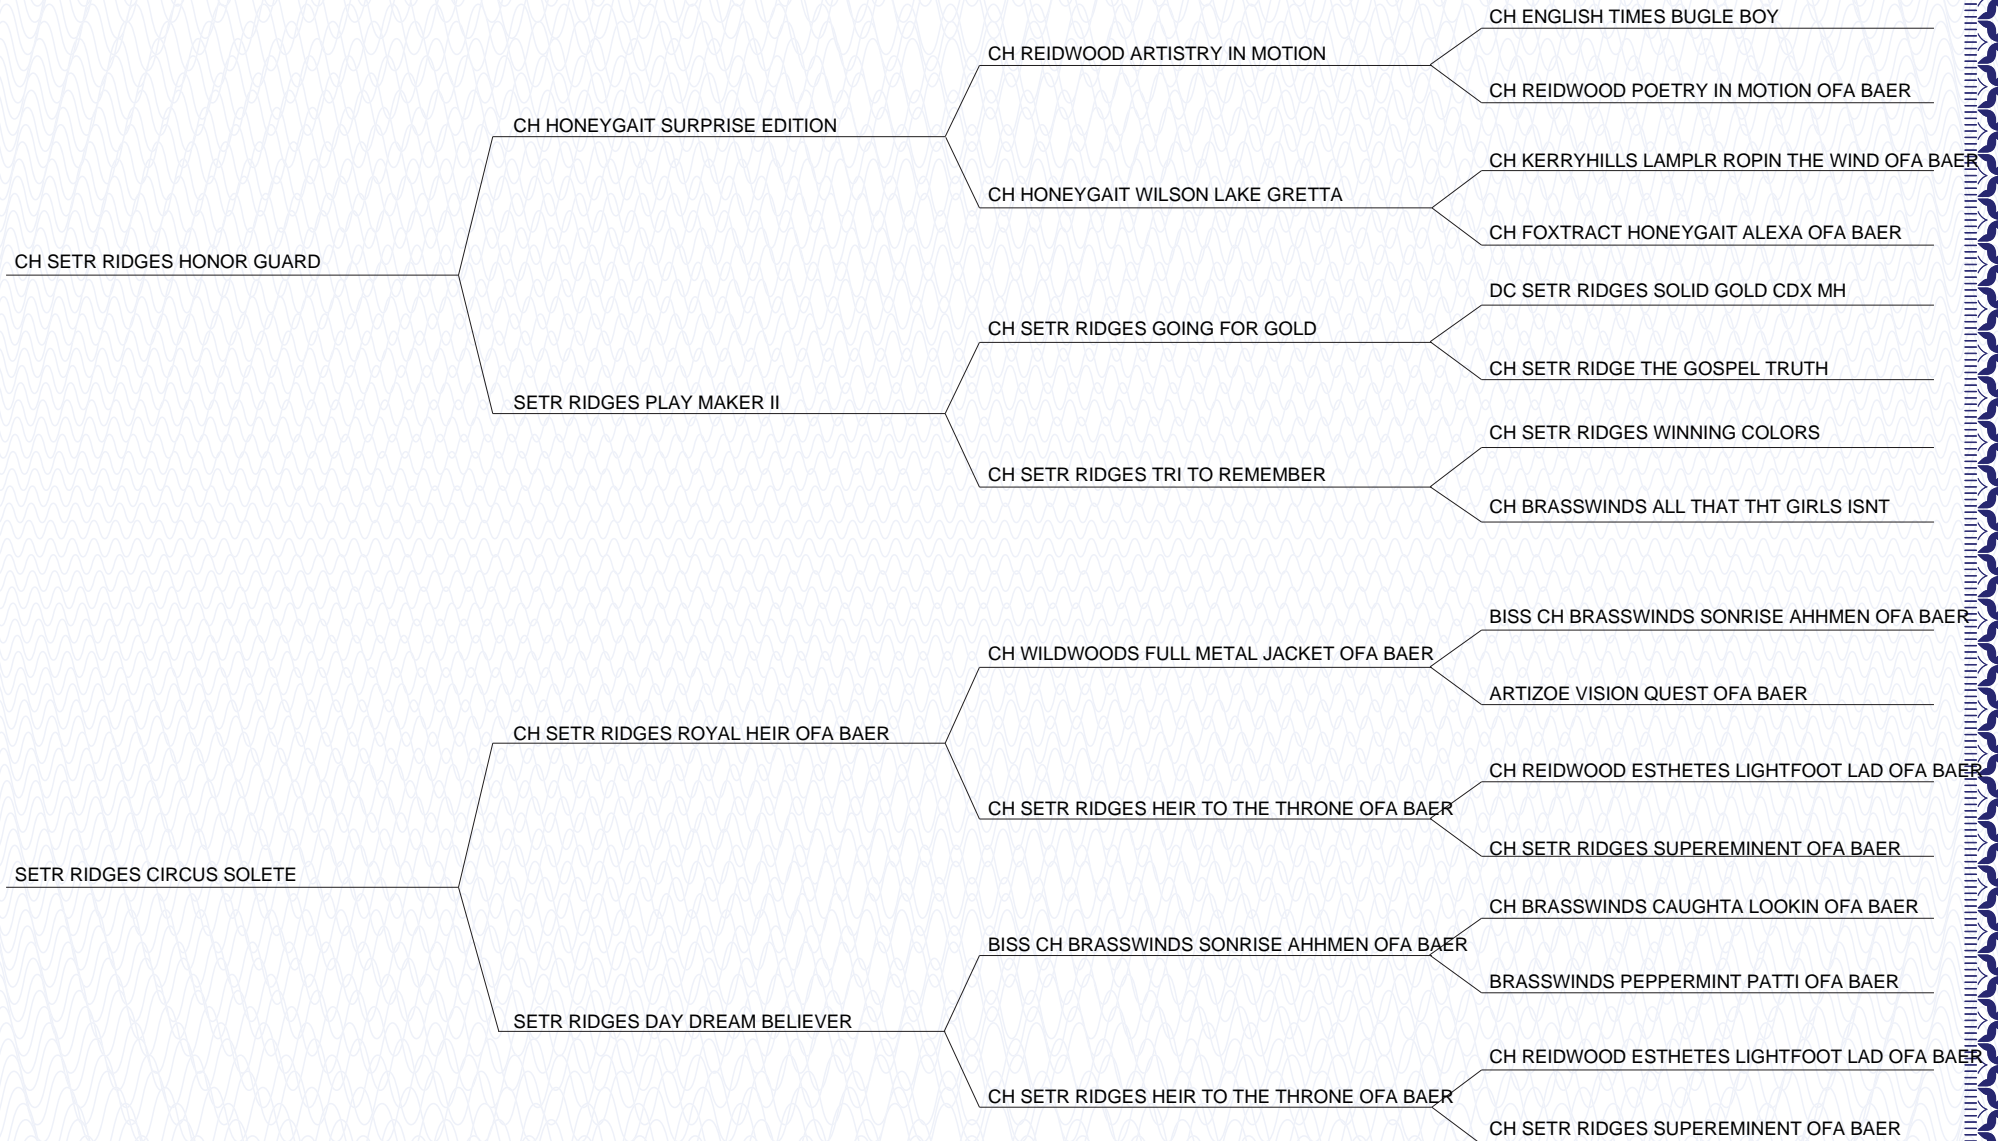 CH ENGLISH TIMES BUGLE BOY
CH REIDWOOD ARTISTRY IN MOTION
CH REIDWOOD POETRY IN MOTION OFA BAER
CH HONEYGAIT SURPRISE EDITION
CH KERRYHILLS LAMPLR ROPIN THE WIND OFA BAER
CH HONEYGAIT WILSON LAKE GRETTA
CH FOXTRACT HONEYGAIT ALEXA OFA BAER
CH SETR RIDGES HONOR GUARD
DC SETR RIDGES SOLID GOLD CDX MH
CH SETR RIDGES GOING FOR GOLD
CH SETR RIDGE THE GOSPEL TRUTH
SETR RIDGES PLAY MAKER II
CH SETR RIDGES WINNING COLORS
CH SETR RIDGES TRI TO REMEMBER
CH BRASSWINDS ALL THAT THT GIRLS ISNT
BISS CH BRASSWINDS SONRISE AHHMEN OFA BAER
CH WILDWOODS FULL METAL JACKET OFA BAER
ARTIZOE VISION QUEST OFA BAER
CH SETR RIDGES ROYAL HEIR OFA BAER
CH REIDWOOD ESTHETES LIGHTFOOT LAD OFA BAER
CH SETR RIDGES HEIR TO THE THRONE OFA BAER
CH SETR RIDGES SUPEREMINENT OFA BAER
SETR RIDGES CIRCUS SOLETE
CH BRASSWINDS CAUGHTA LOOKIN OFA BAER
BISS CH BRASSWINDS SONRISE AHHMEN OFA BAER
BRASSWINDS PEPPERMINT PATTI OFA BAER
SETR RIDGES DAY DREAM BELIEVER
CH REIDWOOD ESTHETES LIGHTFOOT LAD OFA BAER
CH SETR RIDGES HEIR TO THE THRONE OFA BAER
CH SETR RIDGES SUPEREMINENT OFA BAER